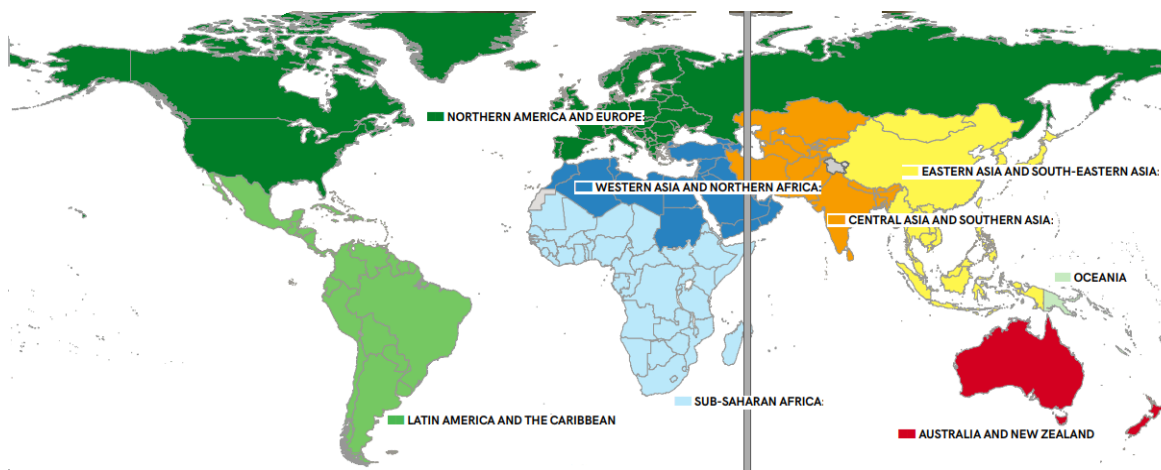 NORTHERN AMERICA AND EUROPE:
EASTERN ASIA AND SOUTH-EASTERN ASIA:
WESTERN ASIA AND NORTHERN AFRICA:
CENTRAL ASIA AND SOUTHERN ASIA:
OCEANIA
SUB-SAHARAN AFRICA:
LATIN AMERICA AND THE CARIBBEAN
AUSTRALIA AND NEW ZEALAND